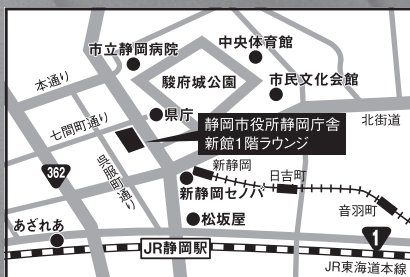 市立静岡病院
中央体育館
本通り
駿府城公園
市民文化会館
県庁
七間町通り
静岡市役所静岡庁舎
新館1階ラウンジ
北街道
呉服町通り
362
新静岡
日吉町
新静岡セノバ
音羽町
あざれあ
松坂屋
1
JR静岡駅
JR東海道本線